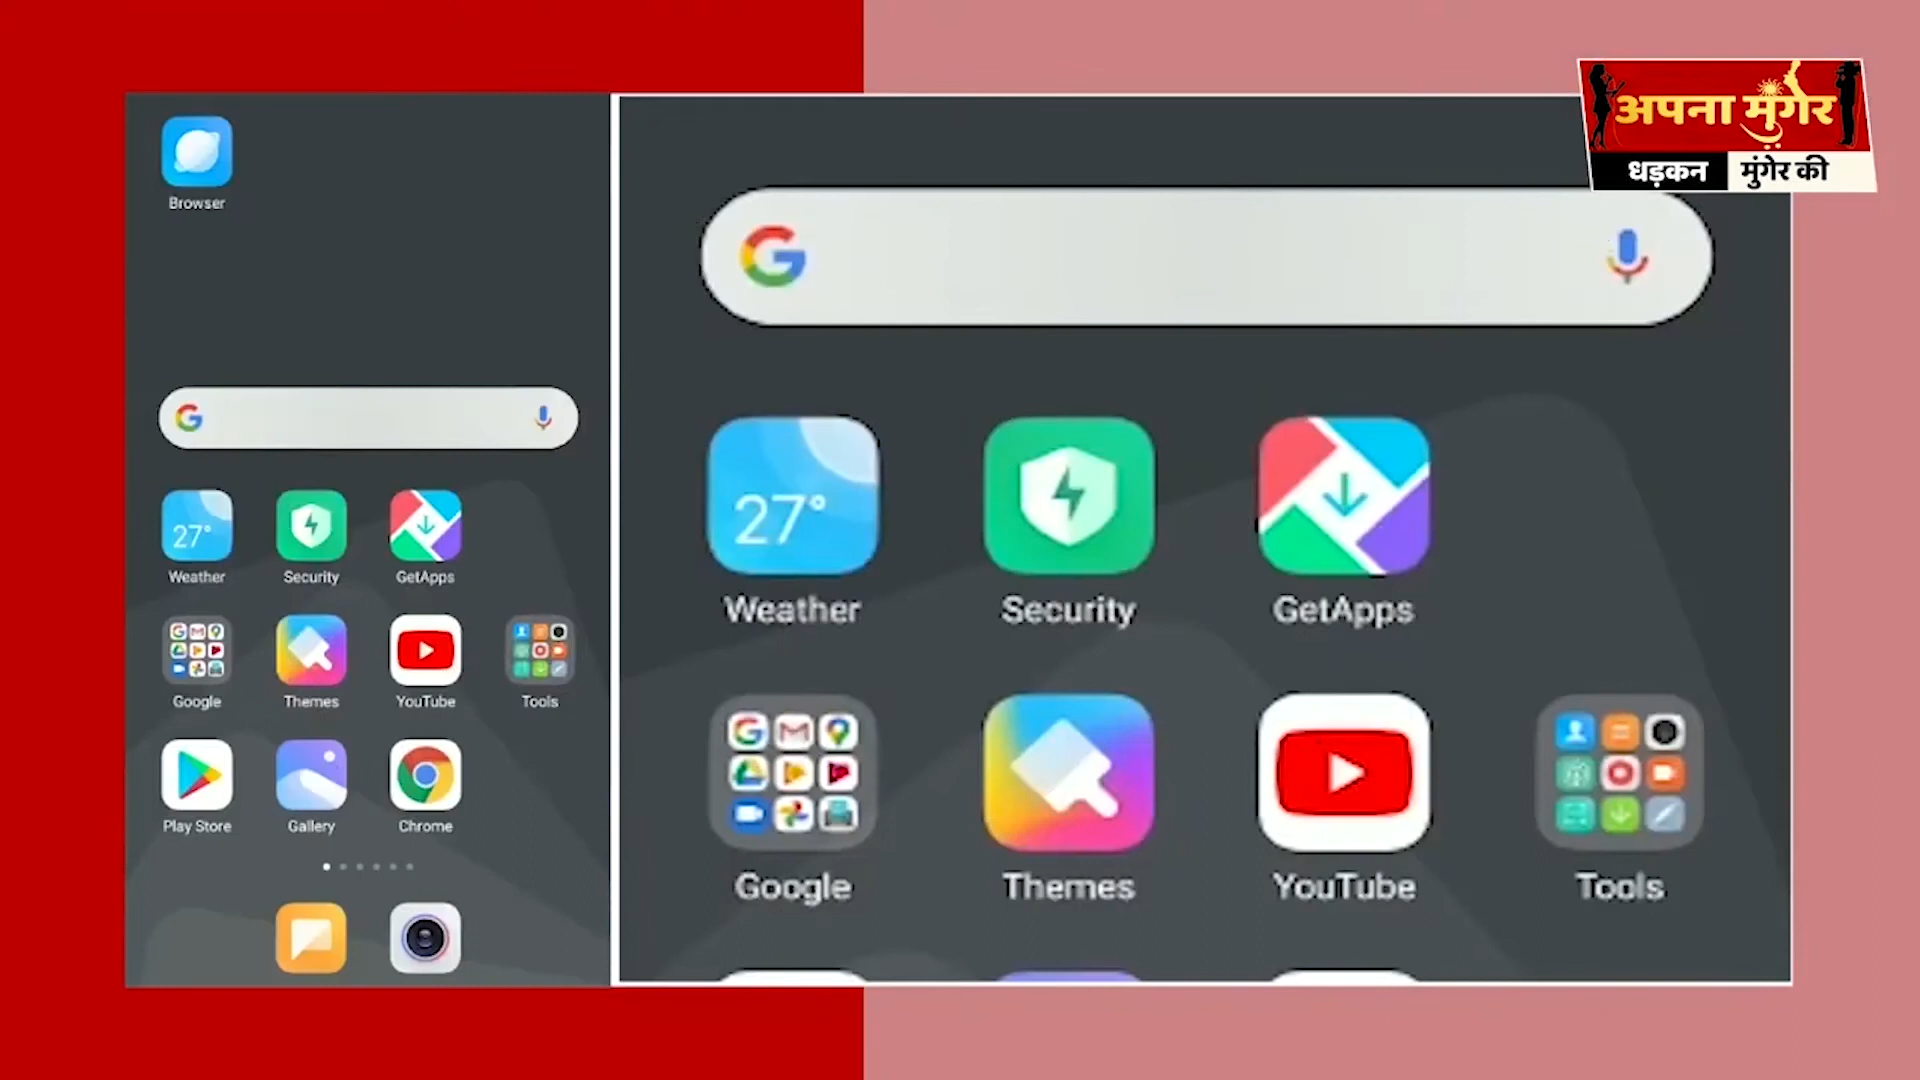 अपना मुंगेर
धड़कन मुंगेर की
Browser
27°
Weather
Security
GetApps
Google
Themes
YouTube
Tools
Play Store
Gallery
Chrome
27°
Weather
Security
GetApps
Google
Themes
YouTube
Tools